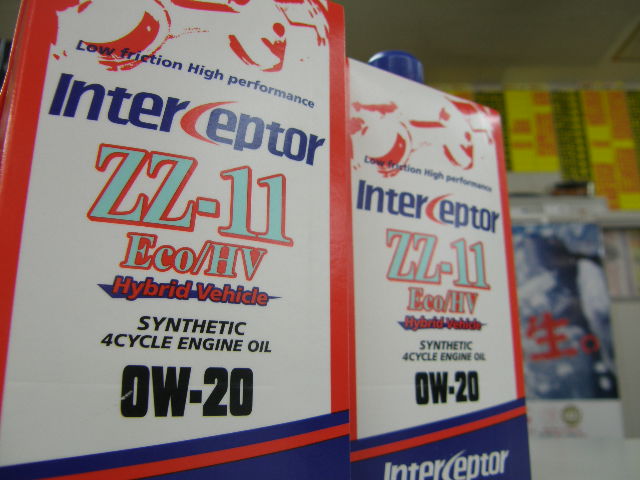 Low friction High performance
Interceptor
ZZ-11
Eco/HV
Hybrid Vehicle
SYNTHETIC
4CYCLE ENGINE OIL
0W-20
Low friction High performance
Interceptor
ZZ-11
Eco/HV
Hybrid Vehicle
SYNTHETIC
4CYCLE ENGINE OIL
0W-20
Interceptor
生。